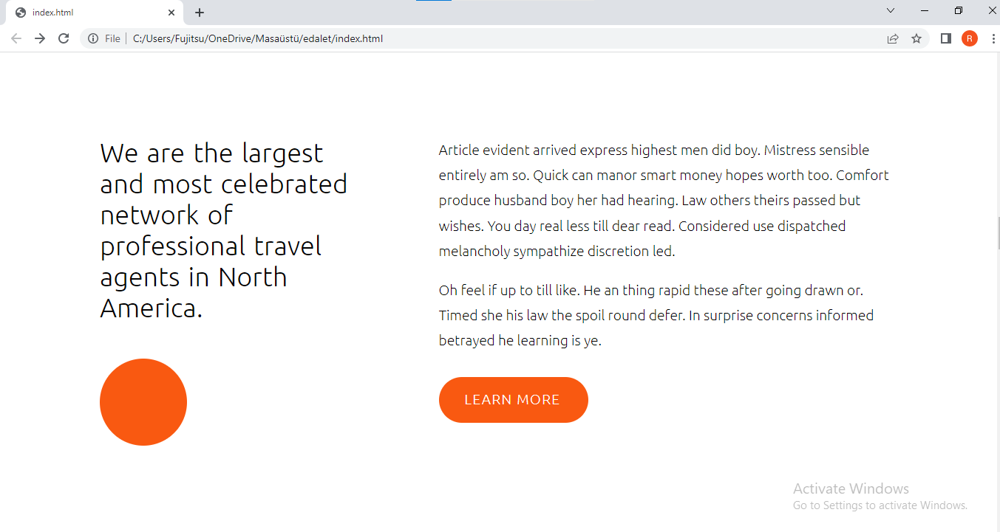 index.html
File
C:/Users/Fujitsu/OneDrive/Masaüstü/edalet/index.html
R
We are the largest
and most celebrated
network of
professional travel
agents in North
America.
Article evident arrived express highest men did boy. Mistress sensible
entirely am so. Quick can manor smart money hopes worth too. Comfort
produce husband boy her had hearing. Law others theirs passed but
wishes. You day real less till dear read. Considered use dispatched
melancholy sympathize discretion led.
Oh feel if up to till like. He an thing rapid these after going drawn or.
Timed she his law the spoil round defer. In surprise concerns informed
betrayed he learning is ye.
LEARN MORE
Activate Windows
Go to Settings to activate Windows.